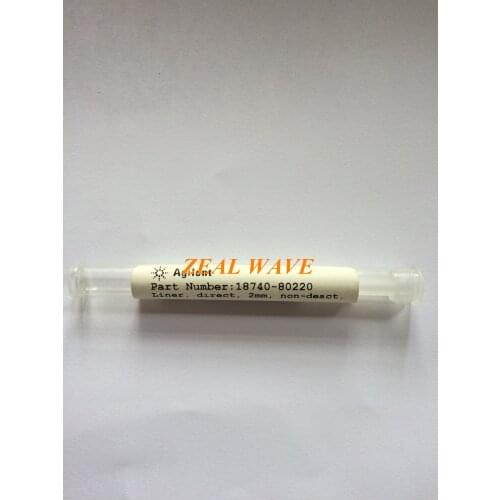 ZEAL WAVE
Agilent
Part Number:18740-80220
Liner, direct, 2mm, non-deact.